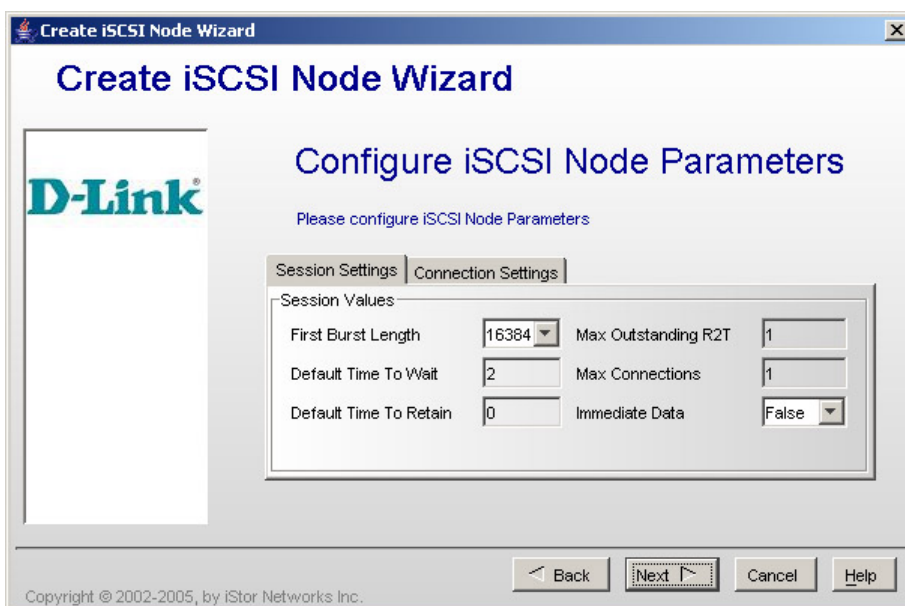 Create iSCSI Node Wizard
Create iSCSI Node Wizard
D-Link®
Configure iSCSI Node Parameters
Please configure iSCSI Node Parameters
Session Settings Connection Settings
Session Values
First Burst Length 16384 Max Outstanding R2T 1
Default Time To Wait 2 Max Connections 1
Default Time To Retain 0 Immediate Data False
Back Next Cancel Help
Copyright © 2002-2005, by iStor Networks Inc.